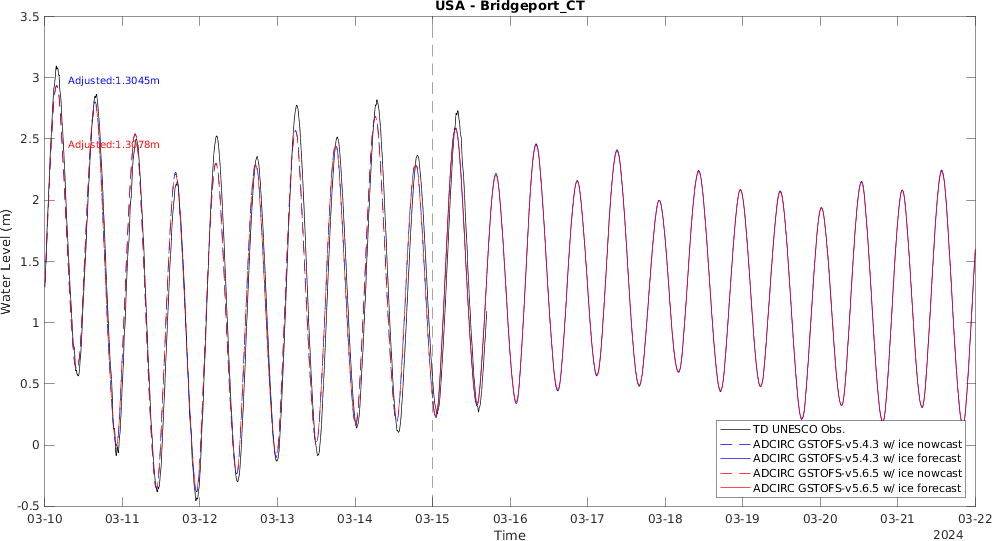 USA - Bridgeport_CT
3.5
3
2.5
2
1.5
1
0.5
0
-0.5
Water Level (m)
Adjusted:1.3045m
Adjusted:1.3078m
TD UNESCO Obs.
ADCIRC GSTOFS-v5.4.3 w/ ice nowcast
ADCIRC GSTOFS-v5.4.3 w/ ice forecast
ADCIRC GSTOFS-v5.6.5 w/ ice nowcast
ADCIRC GSTOFS-v5.6.5 w/ ice forecast
03-10 03-11 03-12 03-13 03-14 03-15 03-16 03-17 03-18 03-19 03-20 03-21 03-22
Time
2024